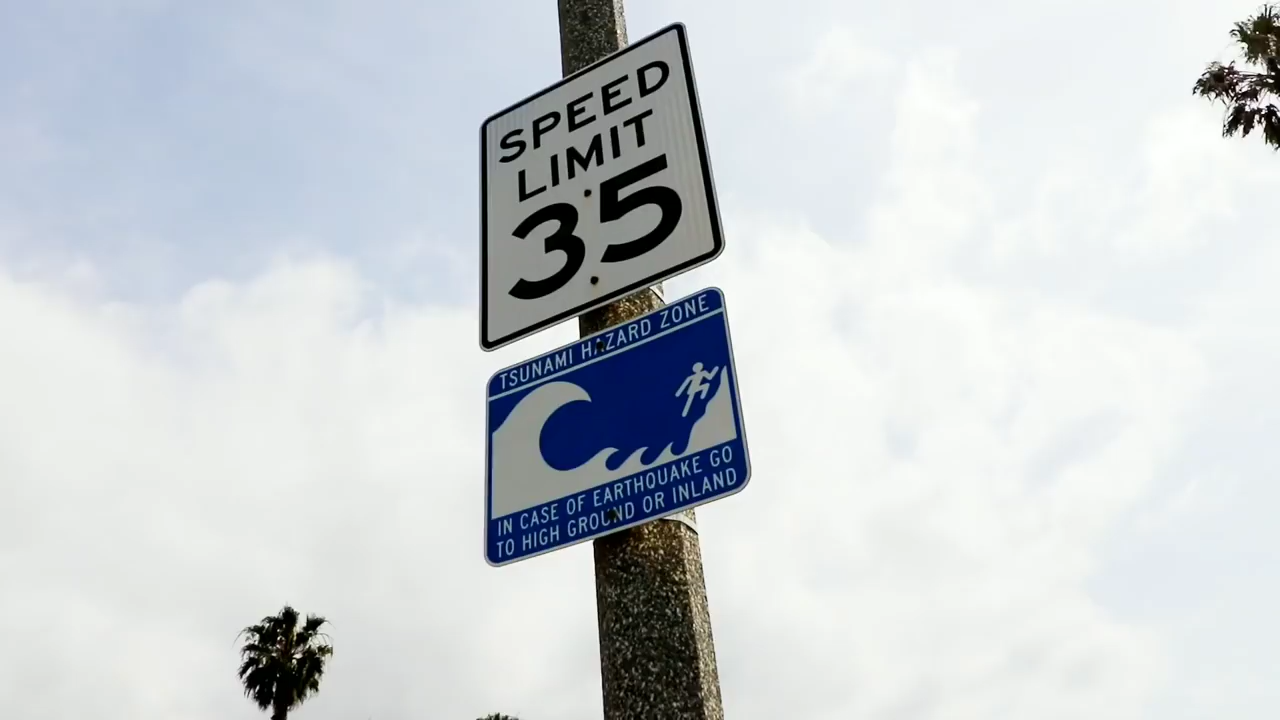 SPEED
LIMIT
35
TSUNAMI HAZARD ZONE
IN CASE OF EARTHQUAKE GO
TO HIGH GROUND OR INLAND